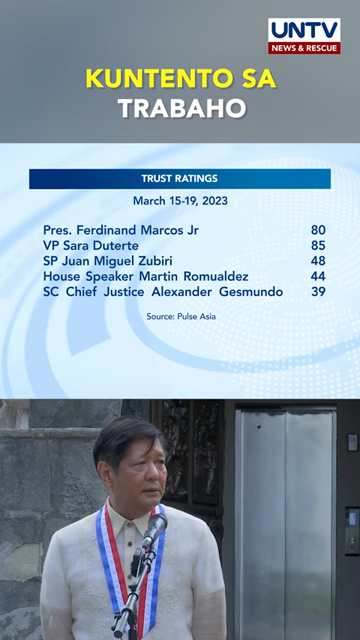 UNTV
NEWS & RESCUE
KUNTENTO SA
TRABAHO
TRUST RATINGS
March 15-19, 2023
Pres. Ferdinand Marcos Jr 80
VP Sara Duterte 85
SP Juan Miguel Zubiri 48
House Speaker Martin Romualdez 44
SC Chief Justice Alexander Gesmundo 39
Source: Pulse Asia